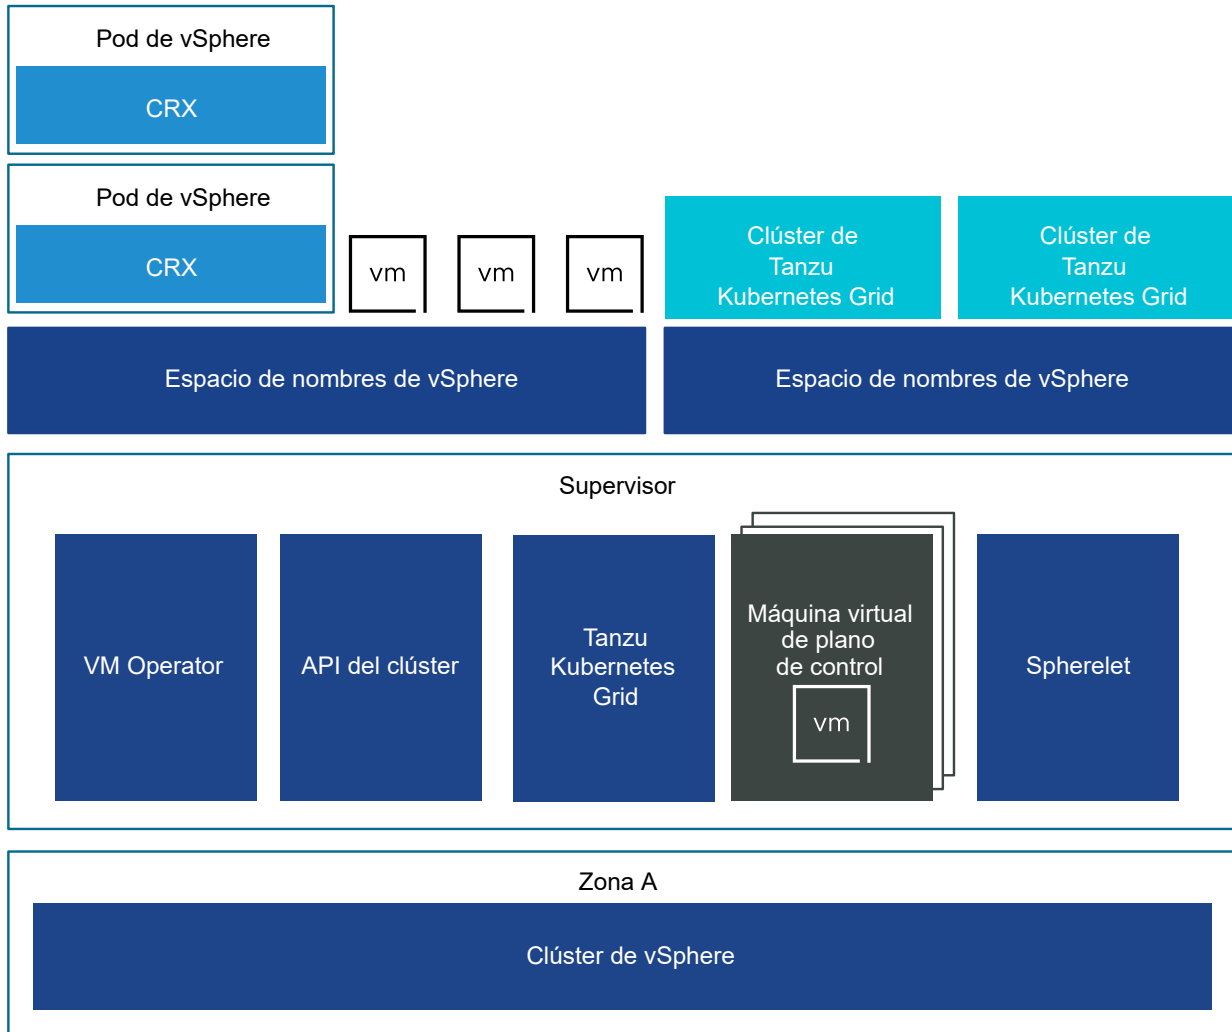 Pod de vSphere
CRX
Pod de vSphere
CRX
vm
vm
vm
Clúster de
Tanzu
Kubernetes Grid
Clúster de
Tanzu
Kubernetes Grid
Espacio de nombres de vSphere
Espacio de nombres de vSphere
Supervisor
VM Operator
API del clúster
Tanzu
Kubernetes
Grid
Máquina virtual
de plano
de control
vm
Spherelet
Zona A
Clúster de vSphere